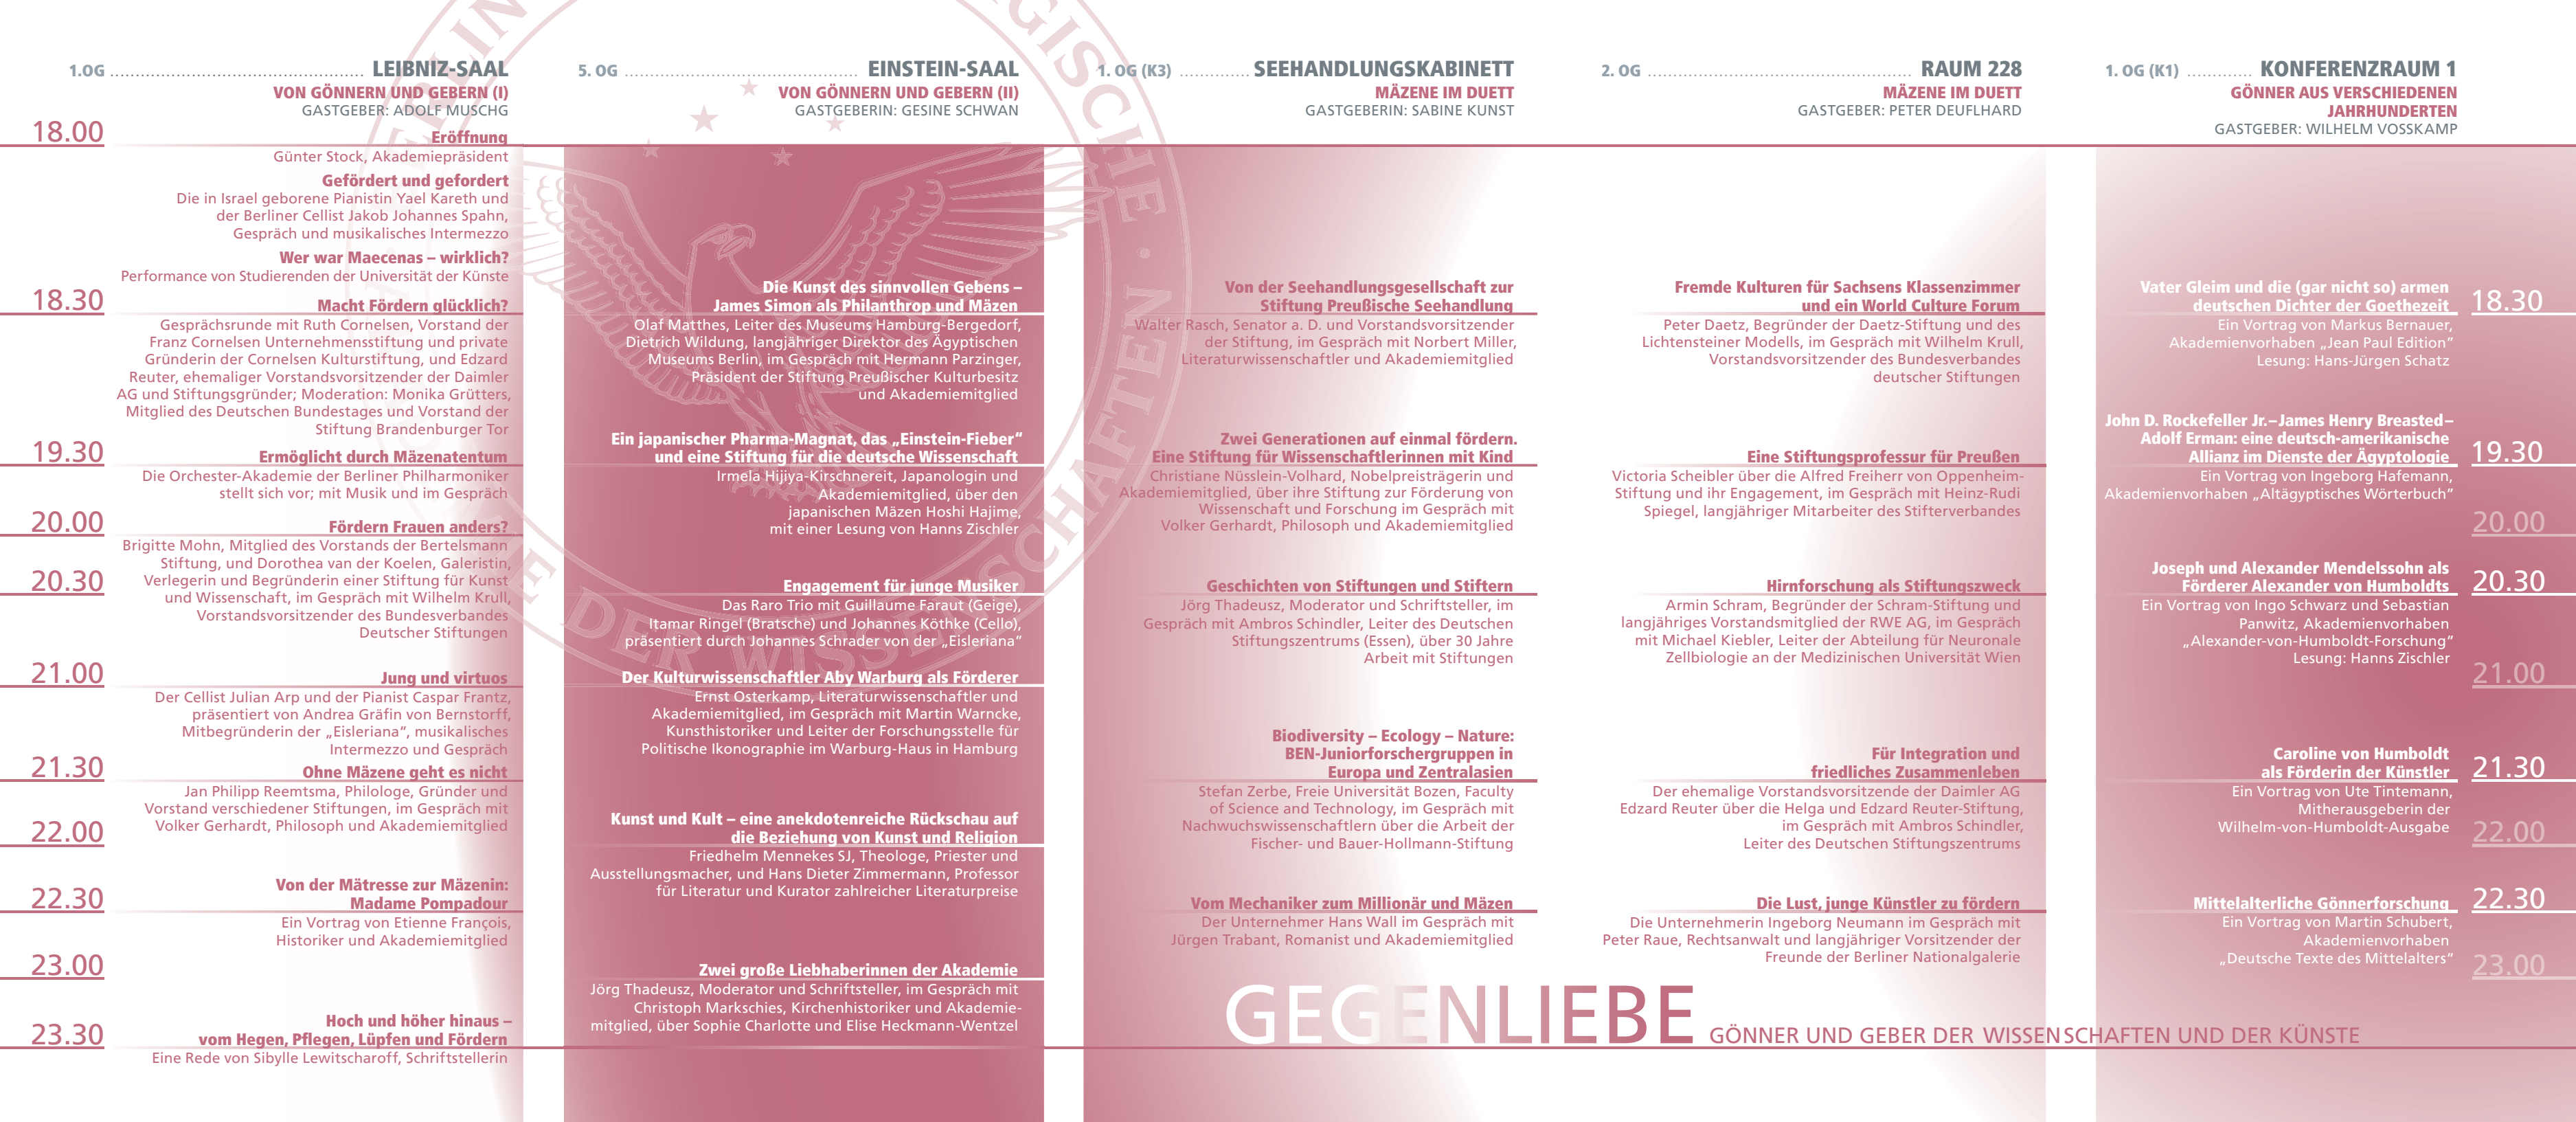 1.OG LEIBNIZ-SAAL
VON GÖNNERN UND GEBERN (I)
GASTGEBER: ADOLF MUSCHG
18.00
Eröffnung
Günter Stock, Akademiepräsident
Gefördert und gefordert
Die in Israel geborene Pianistin Yael Kareth und
der Berliner Cellist Jakob Johannes Spahn,
Gespräch und musikalisches Intermezzo
Wer war Maecenas – wirklich?
Performance von Studierenden der Universität der Künste
18.30
Macht Fördern glücklich?
Gesprächsrunde mit Ruth Cornelsen, Vorstand der
Franz Cornelsen Unternehmensstiftung und private
Gründerin der Cornelsen Kulturstiftung, und Edzard
Reuter, ehemaliger Vorstandsvorsitzender der Daimler
AG und Stiftungsgründer; Moderation: Monika Grütters,
Mitglied des Deutschen Bundestages und Vorstand der
Stiftung Brandenburger Tor
19.30
Ermöglicht durch Mäzenatentum
Die Orchester-Akademie der Berliner Philharmoniker
stellt sich vor; mit Musik und im Gespräch
20.00
Fördern Frauen anders?
Brigitte Mohn, Mitglied des Vorstands der Bertelsmann
Stiftung, und Dorothea van der Koelen, Galeristin,
20.30
Verlegerin und Begründerin einer Stiftung für Kunst
und Wissenschaft, im Gespräch mit Wilhelm Krull,
Vorstandsvorsitzender des Bundesverbandes
Deutscher Stiftungen
21.00
Jung und virtuos
Der Cellist Julian Arp und der Pianist Caspar Frantz,
präsentiert von Andrea Gräfin von Bernstorff,
Mitbegründerin der „Eisleriana“, musikalisches
Intermezzo und Gespräch
21.30
Ohne Mäzene geht es nicht
Jan Philipp Reemtsma, Philologe, Gründer und
Vorstand verschiedener Stiftungen, im Gespräch mit
Volker Gerhardt, Philosoph und Akademiemitglied
22.00
22.30
Von der Mätresse zur Mäzenin:
Madame Pompadour
Ein Vortrag von Etienne François,
Historiker und Akademiemitglied
23.00
23.30
Hoch und höher hinaus –
vom Hegen, Pflegen, Lüpfen und Fördern
Eine Rede von Sibylle Lewitscharoff, Schriftstellerin
5. OG EINSTEIN-SAAL
VON GÖNNERN UND GEBERN (II)
GASTGEBERIN: GESINE SCHWAN
Die Kunst des sinnvollen Gebens –
James Simon als Philanthrop und Mäzen
Olaf Matthes, Leiter des Museums Hamburg-Bergedorf,
Dietrich Wildung, langjähriger Direktor des Ägyptischen
Museums Berlin, im Gespräch mit Hermann Parzinger,
Präsident der Stiftung Preußischer Kulturbesitz
und Akademiemitglied
Ein japanischer Pharma-Magnat, das „Einstein-Fieber“
und eine Stiftung für die deutsche Wissenschaft
Irmela Hijiya-Kirschnereit, Japanologin und
Akademiemitglied, über den
japanischen Mäzen Hoshi Hajime,
mit einer Lesung von Hanns Zischler
Engagement für junge Musiker
Das Raro Trio mit Guillaume Faraut (Geige),
Itamar Ringel (Bratsche) und Johannes Köthke (Cello),
präsentiert durch Johannes Schrader von der „Eisleriana“
Der Kulturwissenschaftler Aby Warburg als Förderer
Ernst Osterkamp, Literaturwissenschaftler und
Akademiemitglied, im Gespräch mit Martin Warncke,
Kunsthistoriker und Leiter der Forschungsstelle für
Politische Ikonographie im Warburg-Haus in Hamburg
Kunst und Kult – eine anekdotenreiche Rückschau auf
die Beziehung von Kunst und Religion
Friedhelm Mennekes SJ, Theologe, Priester und
Ausstellungsmacher, und Hans Dieter Zimmermann, Professor
für Literatur und Kurator zahlreicher Literaturpreise
Zwei große Liebhaberinnen der Akademie
Jörg Thadeusz, Moderator und Schriftsteller, im Gespräch mit
Christoph Markschies, Kirchenhistoriker und Akademie-
mitglied, über Sophie Charlotte und Elise Heckmann-Wentzel
1. OG (K3) SEEHANDLUNGSKABINETT
MÄZENE IM DUETT
GASTGEBERIN: SABINE KUNST
Von der Seehandlungsgesellschaft zur
Stiftung Preußische Seehandlung
Walter Rasch, Senator a. D. und Vorstandsvorsitzender
der Stiftung, im Gespräch mit Norbert Miller,
Literaturwissenschaftler und Akademiemitglied
Zwei Generationen auf einmal fördern.
Eine Stiftung für Wissenschaftlerinnen mit Kind
Christiane Nüsslein-Volhard, Nobelpreisträgerin und
Akademiemitglied, über ihre Stiftung zur Förderung von
Wissenschaft und Forschung im Gespräch mit
Volker Gerhardt, Philosoph und Akademiemitglied
Geschichten von Stiftungen und Stiftern
Jörg Thadeusz, Moderator und Schriftsteller, im
Gespräch mit Ambros Schindler, Leiter des Deutschen
Stiftungszentrums (Essen), über 30 Jahre
Arbeit mit Stiftungen
Biodiversity – Ecology – Nature:
BEN-Juniorforschergruppen in
Europa und Zentralasien
Stefan Zerbe, Freie Universität Bozen, Faculty
of Science and Technology, im Gespräch mit
Nachwuchswissenschaftlern über die Arbeit der
Fischer- und Bauer-Hollmann-Stiftung
Vom Mechaniker zum Millionär und Mäzen
Der Unternehmer Hans Wall im Gespräch mit
Jürgen Trabant, Romanist und Akademiemitglied
2. OG RAUM 228
MÄZENE IM DUETT
GASTGEBER: PETER DEUFLHARD
Fremde Kulturen für Sachsens Klassenzimmer
und ein World Culture Forum
Peter Daetz, Begründer der Daetz-Stiftung und des
Lichtensteiner Modells, im Gespräch mit Wilhelm Krull,
Vorstandsvorsitzender des Bundesverbandes
deutscher Stiftungen
Eine Stiftungsprofessur für Preußen
Victoria Scheibler über die Alfred Freiherr von Oppenheim-
Stiftung und ihr Engagement, im Gespräch mit Heinz-Rudi
Spiegel, langjähriger Mitarbeiter des Stifterverbandes
Hirnforschung als Stiftungszweck
Armin Schram, Begründer der Schram-Stiftung und
langjähriges Vorstandsmitglied der RWE AG, im Gespräch
mit Michael Kiebler, Leiter der Abteilung für Neuronale
Zellbiologie an der Medizinischen Universität Wien
Für Integration und
friedliches Zusammenleben
Der ehemalige Vorstandsvorsitzende der Daimler AG
Edzard Reuter über die Helga und Edzard Reuter-Stiftung,
im Gespräch mit Ambros Schindler,
Leiter des Deutschen Stiftungszentrums
Die Lust, junge Künstler zu fördern
Die Unternehmerin Ingeborg Neumann im Gespräch mit
Peter Raue, Rechtsanwalt und langjähriger Vorsitzender der
Freunde der Berliner Nationalgalerie
1. OG (K1) KONFERENZRAUM 1
GÖNNER AUS VERSCHIEDENEN
JAHRHUNDERTEN
GASTGEBER: WILHELM VOSSKAMP
Vater Gleim und die (gar nicht so) armen
deutschen Dichter der Goethezeit
18.30
Ein Vortrag von Markus Bernauer,
Akademienvorhaben „Jean Paul Edition“
Lesung: Hans-Jürgen Schatz
John D. Rockefeller Jr.–James Henry Breasted–
Adolf Erman: eine deutsch-amerikanische
Allianz im Dienste der Ägyptologie
19.30
Ein Vortrag von Ingeborg Hafemann,
Akademienvorhaben „Altägyptisches Wörterbuch“
20.00
Joseph und Alexander Mendelssohn als
Förderer Alexander von Humboldts
20.30
Ein Vortrag von Ingo Schwarz und Sebastian
Panwitz, Akademienvorhaben
„Alexander-von-Humboldt-Forschung“
Lesung: Hanns Zischler
21.00
Caroline von Humboldt
als Förderin der Künstler
21.30
Ein Vortrag von Ute Tintemann,
Mitherausgeberin der
Wilhelm-von-Humboldt-Ausgabe
22.00
Mittelalterliche Gönnerforschung
22.30
Ein Vortrag von Martin Schubert,
Akademienvorhaben
„Deutsche Texte des Mittelalters“
23.00
GEGENLIEBE GÖNNER UND GEBER DER WISSENSCHAFTEN UND DER KÜNSTE